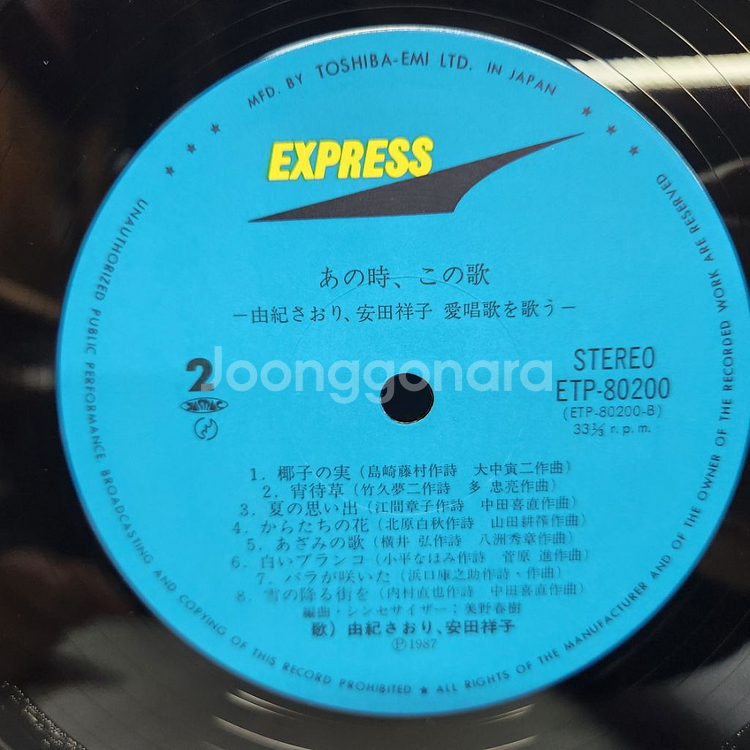 MFD. BY TOSHIBA-EMI LTD. IN JAPAN
★ ★ ★
★ ★ ★
EXPRESS
あの時、この歌
−由紀さおり、安田祥子 愛唱歌を歌う−
2
STEREO
ETP-80200
(ETP-80200-B)
33⅓ r.p.m.
Joonggonara
1. 椰子の実 (島崎藤村作詩 大中寅二作曲)
2. 宵待草 (竹久夢二作詩 多 忠亮作曲)
3. 夏の思い出 (江間章子作詩 中田喜直作曲)
4. からたちの花 (北原白秋作詩 山田耕筰作曲)
5. あざみの歌 (横井 弘作詩 八洲秀章作曲)
6. 白いブランコ (小平なほみ作詩 菅原 進作曲)
7. バラが咲いた (浜口庫之助作詩・作曲)
8. 雪の降る街を (内村直也作詩 中田喜直作曲)
編曲・シンセサイザー:美野春樹
歌) 由紀さおり、安田祥子
Ⓟ1987
UNAUTHORIZED PUBLIC PERFORMANCE. BROADCASTING AND COPYING OF THIS RECORD PROHIBITED ★ ALL RIGHTS OF THE MANUFACTURER AND OF THE OWNER OF THE RECORDED WORK ARE RESERVED